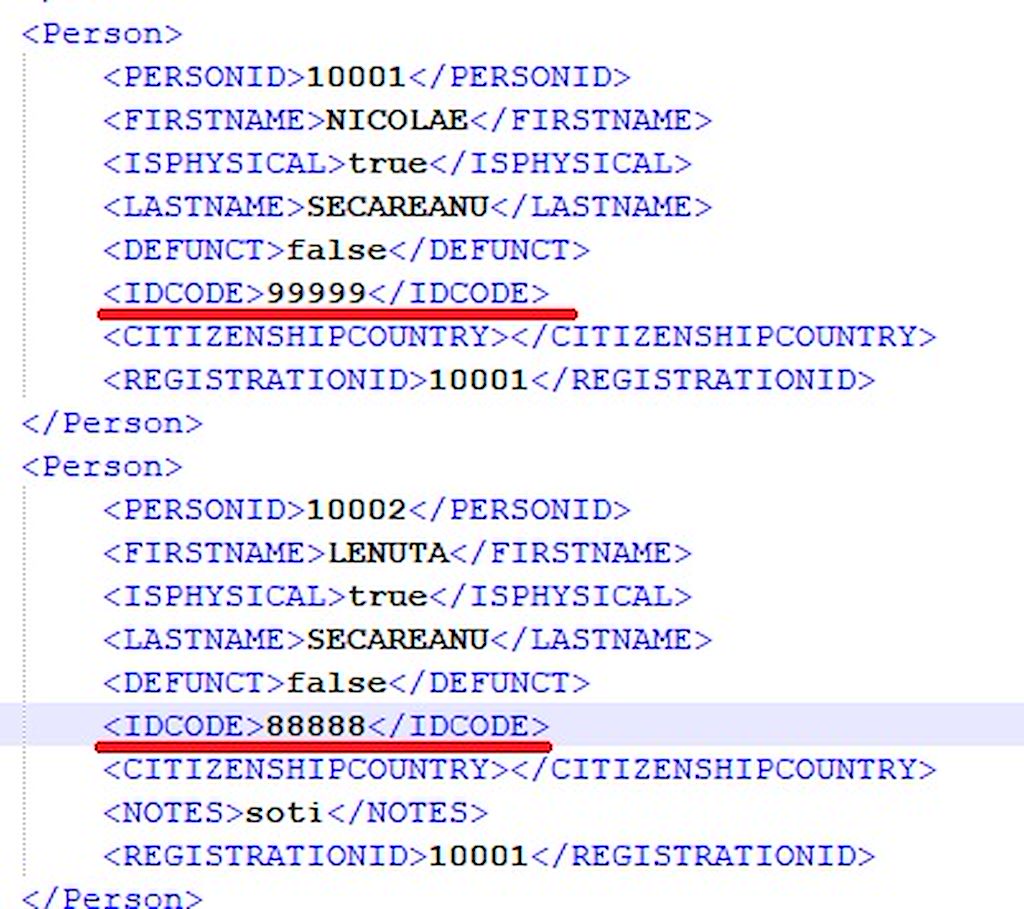 <Person>
<PERSONID>10001</PERSONID>
<FIRSTNAME>NICOLAE</FIRSTNAME>
<ISPHYSICAL>true</ISPHYSICAL>
<LASTNAME>SECAREANU</LASTNAME>
<DEFUNCT>false</DEFUNCT>
<IDCODE>99999</IDCODE>
<CITIZENSHIPCOUNTRY></CITIZENSHIPCOUNTRY>
<REGISTRATIONID>10001</REGISTRATIONID>
</Person>
<Person>
<PERSONID>10002</PERSONID>
<FIRSTNAME>LENUTA</FIRSTNAME>
<ISPHYSICAL>true</ISPHYSICAL>
<LASTNAME>SECAREANU</LASTNAME>
<DEFUNCT>false</DEFUNCT>
<IDCODE>88888</IDCODE>
<CITIZENSHIPCOUNTRY></CITIZENSHIPCOUNTRY>
<NOTES>soti</NOTES>
<REGISTRATIONID>10001</REGISTRATIONID>
</Person>